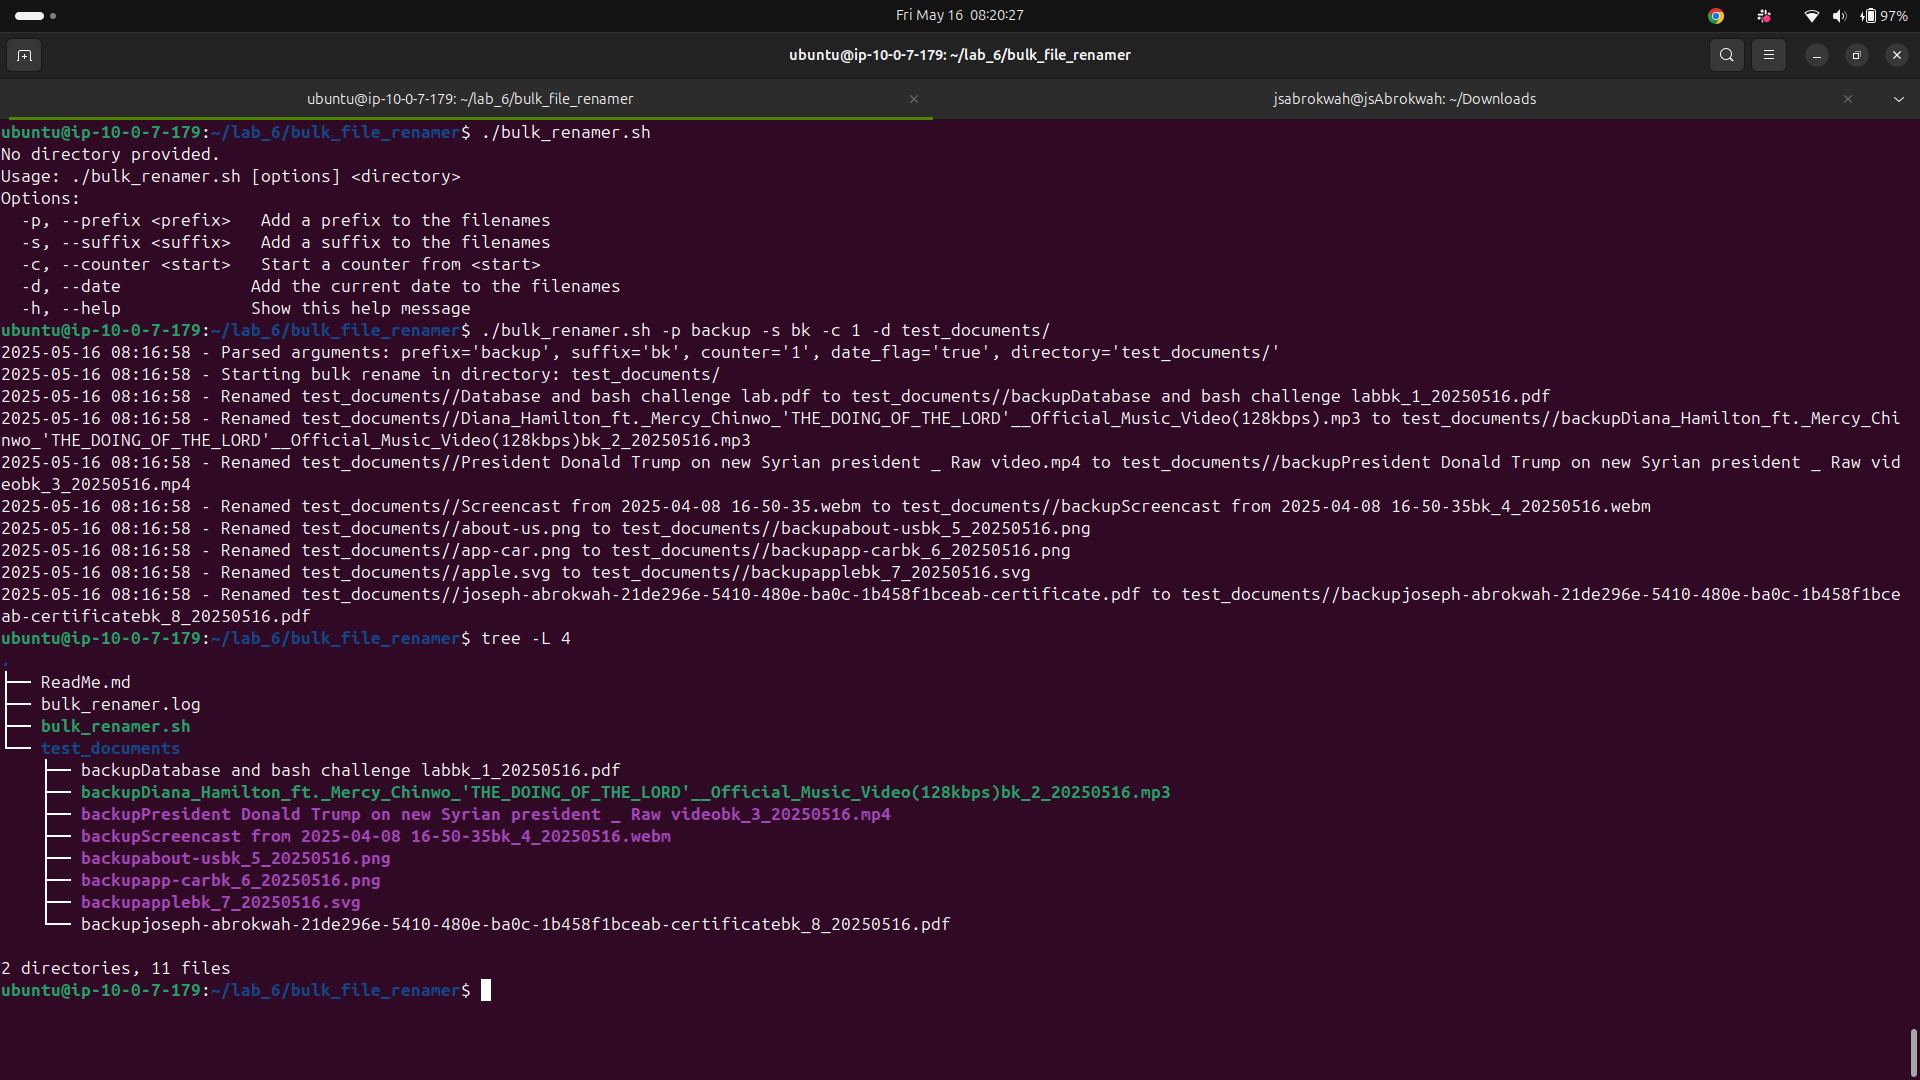 Fri May 16  08:20:27
97%
ubuntu@ip-10-0-7-179: ~/lab_6/bulk_file_renamer
ubuntu@ip-10-0-7-179: ~/lab_6/bulk_file_renamer
jsabrokwah@jsAbrokwah: ~/Downloads
ubuntu@ip-10-0-7-179:~/lab_6/bulk_file_renamer$ ./bulk_renamer.sh
No directory provided.
Usage: ./bulk_renamer.sh [options] <directory>
Options:
  -p, --prefix <prefix>   Add a prefix to the filenames
  -s, --suffix <suffix>   Add a suffix to the filenames
  -c, --counter <start>   Start a counter from <start>
  -d, --date             Add the current date to the filenames
  -h, --help             Show this help message
ubuntu@ip-10-0-7-179:~/lab_6/bulk_file_renamer$ ./bulk_renamer.sh -p backup -s bk -c 1 -d test_documents/
2025-05-16 08:16:58 - Parsed arguments: prefix='backup', suffix='bk', counter='1', date_flag='true', directory='test_documents/'
2025-05-16 08:16:58 - Starting bulk rename in directory: test_documents/
2025-05-16 08:16:58 - Renamed test_documents//Database and bash challenge lab.pdf to test_documents//backupDatabase and bash challenge labbk_1_20250516.pdf
2025-05-16 08:16:58 - Renamed test_documents//Diana_Hamilton_ft._Mercy_Chinwo_'THE_DOING_OF_THE_LORD'__Official_Music_Video(128kbps).mp3 to test_documents//backupDiana_Hamilton_ft._Mercy_Chi
nwo_'THE_DOING_OF_THE_LORD'__Official_Music_Video(128kbps)bk_2_20250516.mp3
2025-05-16 08:16:58 - Renamed test_documents//President Donald Trump on new Syrian president _ Raw video.mp4 to test_documents//backupPresident Donald Trump on new Syrian president _ Raw vid
eobk_3_20250516.mp4
2025-05-16 08:16:58 - Renamed test_documents//Screencast from 2025-04-08 16-50-35.webm to test_documents//backupScreencast from 2025-04-08 16-50-35bk_4_20250516.webm
2025-05-16 08:16:58 - Renamed test_documents//about-us.png to test_documents//backupabout-usbk_5_20250516.png
2025-05-16 08:16:58 - Renamed test_documents//app-car.png to test_documents//backupapp-carbk_6_20250516.png
2025-05-16 08:16:58 - Renamed test_documents//apple.svg to test_documents//backupapplebk_7_20250516.svg
2025-05-16 08:16:58 - Renamed test_documents//joseph-abrokwah-21de296e-5410-480e-ba0c-1b458f1bceab-certificate.pdf to test_documents//backupjoseph-abrokwah-21de296e-5410-480e-ba0c-1b458f1bce
ab-certificatebk_8_20250516.pdf
ubuntu@ip-10-0-7-179:~/lab_6/bulk_file_renamer$ tree -L 4
.
├── ReadMe.md
├── bulk_renamer.log
├── bulk_renamer.sh
└── test_documents
    ├── backupDatabase and bash challenge labbk_1_20250516.pdf
    ├── backupDiana_Hamilton_ft._Mercy_Chinwo_'THE_DOING_OF_THE_LORD'__Official_Music_Video(128kbps)bk_2_20250516.mp3
    ├── backupPresident Donald Trump on new Syrian president _ Raw videobk_3_20250516.mp4
    ├── backupScreencast from 2025-04-08 16-50-35bk_4_20250516.webm
    ├── backupabout-usbk_5_20250516.png
    ├── backupapp-carbk_6_20250516.png
    ├── backupapplebk_7_20250516.svg
    └── backupjoseph-abrokwah-21de296e-5410-480e-ba0c-1b458f1bceab-certificatebk_8_20250516.pdf
2 directories, 11 files
ubuntu@ip-10-0-7-179:~/lab_6/bulk_file_renamer$